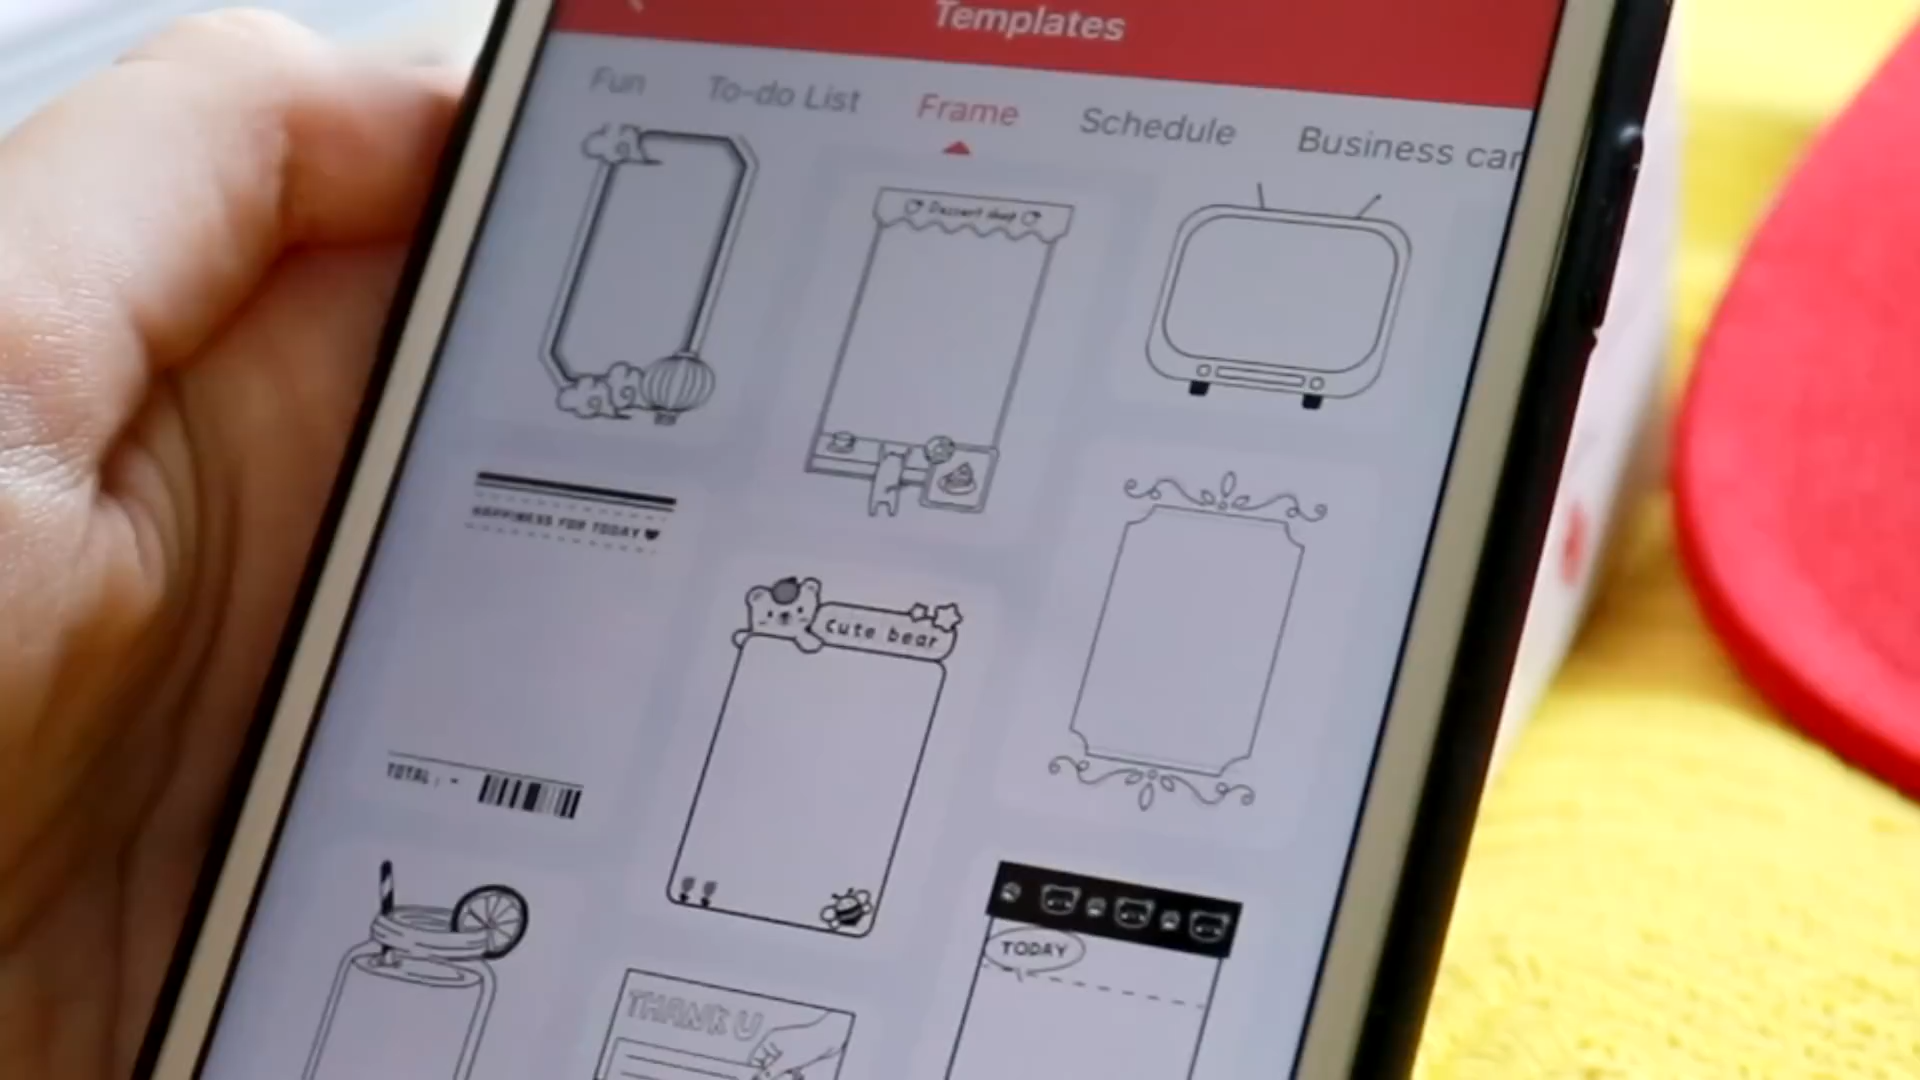 Templates
Fun
To-do List
Frame
Schedule
Business car
Dessert shop
HAPPINESS FOR TODAY
cute bear
TOTAL: -
TODAY
THANK U